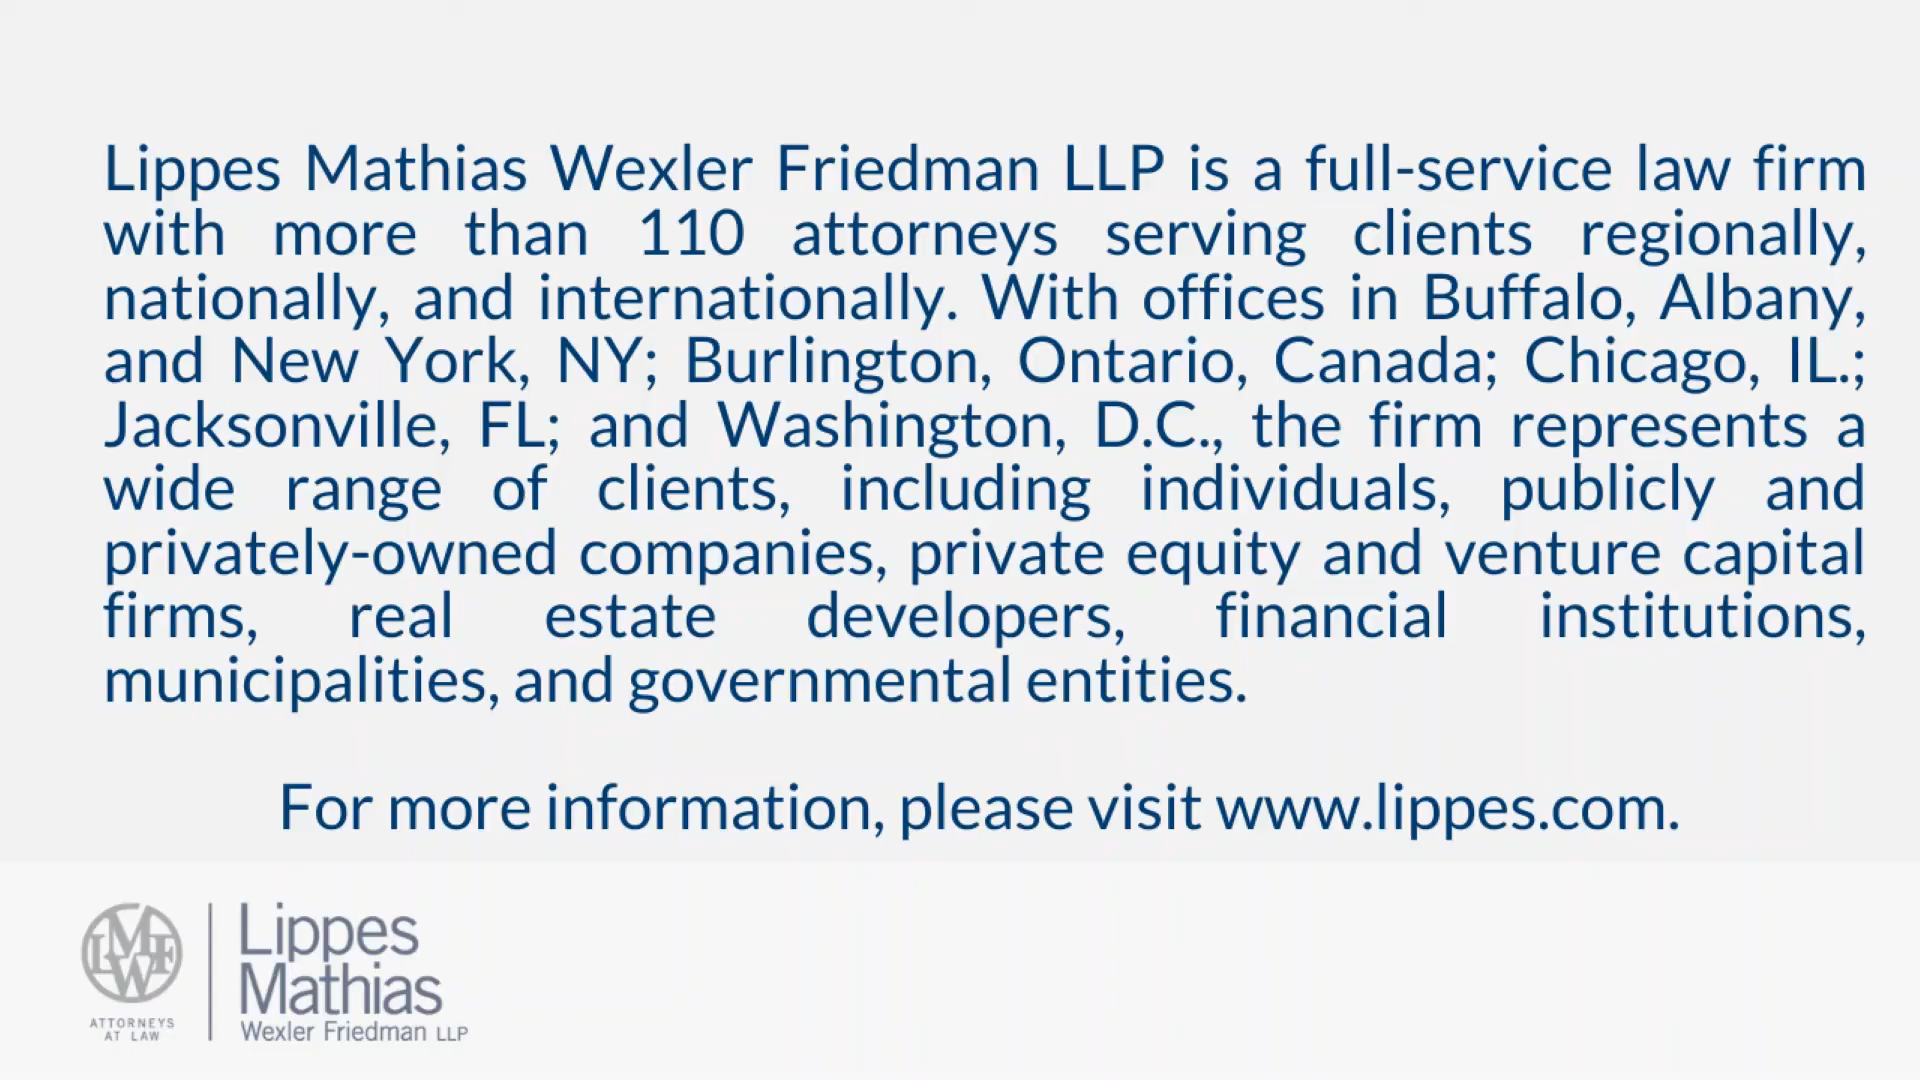 Lippes Mathias Wexler Friedman LLP is a full-service law firm
with more than 110 attorneys serving clients regionally,
nationally, and internationally. With offices in Buffalo, Albany,
and New York, NY; Burlington, Ontario, Canada; Chicago, IL.;
Jacksonville, FL; and Washington, D.C., the firm represents a
wide range of clients, including individuals, publicly and
privately-owned companies, private equity and venture capital
firms, real estate developers, financial institutions,
municipalities, and governmental entities.
For more information, please visit www.lippes.com.
LMWF
ATTORNEYS
AT LAW
Lippes
Mathias
Wexler Friedman LLP